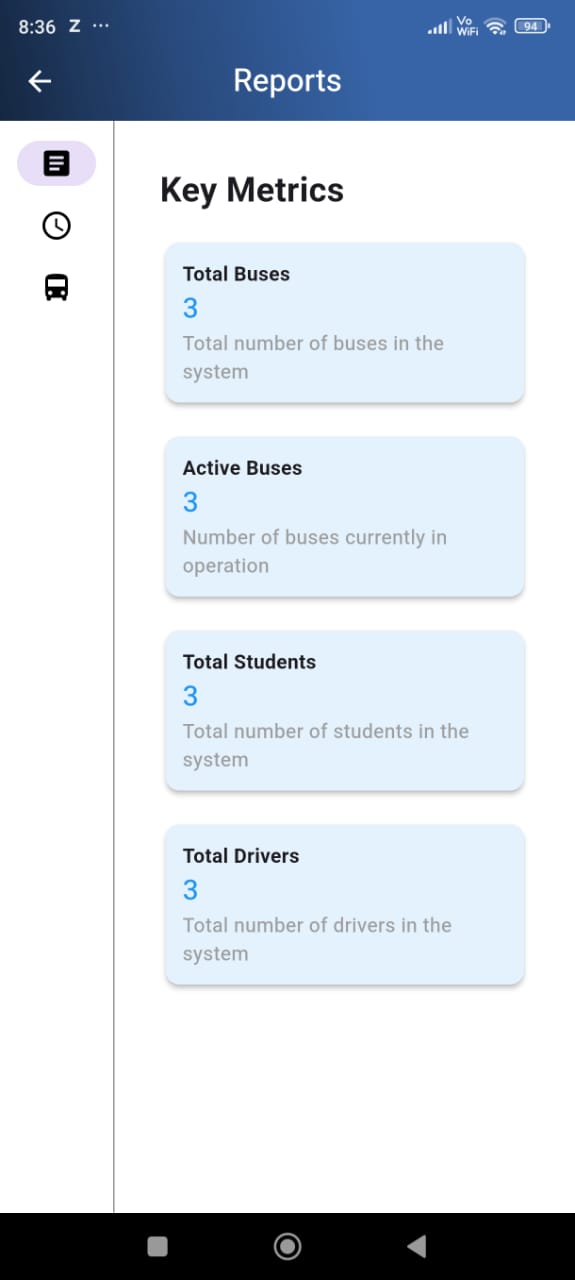 8:36 Z ... Vo WiFi 94
Reports
Key Metrics
Total Buses
3
Total number of buses in the
system
Active Buses
3
Number of buses currently in
operation
Total Students
3
Total number of students in the
system
Total Drivers
3
Total number of drivers in the
system